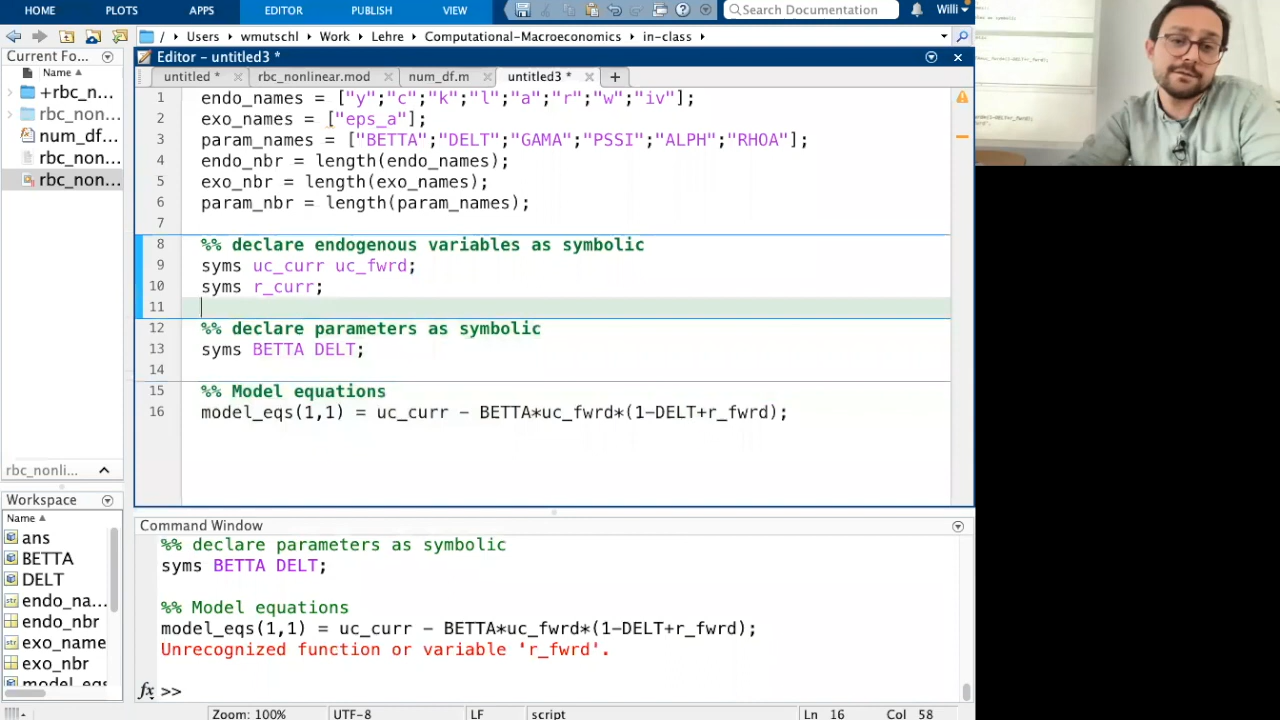 HOME PLOTS APPS EDITOR PUBLISH VIEW Search Documentation Willi
/ Users wmutschl Work Lehre Computational-Macroeconomics in-class
Current Fo...
Name
+rbc_n...
rbc_non...
num_df...
rbc_non...
rbc_non...
rbc_nonli...
Workspace
Name
ans
BETTA
DELT
endo_na...
endo_nbr
exo_name
exo_nbr
Editor – untitled3 *
untitled * rbc_nonlin.mod num_df.m untitled3 *
1 endo_names = ["y";"c";"k";"l";"a";"r";"w";"iv"];
2 exo_names = ["eps_a"];
3 param_names = ["BETTA";"DELT";"GAMA";"PSSI";"ALPH";"RHOA"];
4 endo_nbr = length(endo_names);
5 exo_nbr = length(exo_names);
6 param_nbr = length(param_names);
7
8 %% declare endogenous variables as symbolic
9 syms uc_curr uc_fwrd;
10 syms r_curr;
11
12 %% declare parameters as symbolic
13 syms BETTA DELT;
14
15 %% Model equations
16 model_eqs(1,1) = uc_curr - BETTA*uc_fwrd*(1-DELT+r_fwrd);
Command Window
%% declare parameters as symbolic
syms BETTA DELT;
%% Model equations
model_eqs(1,1) = uc_curr - BETTA*uc_fwrd*(1-DELT+r_fwrd);
Unrecognized function or variable 'r_fwrd'.
fx >>
Zoom: 100% UTF-8 LF script Ln 16 Col 58